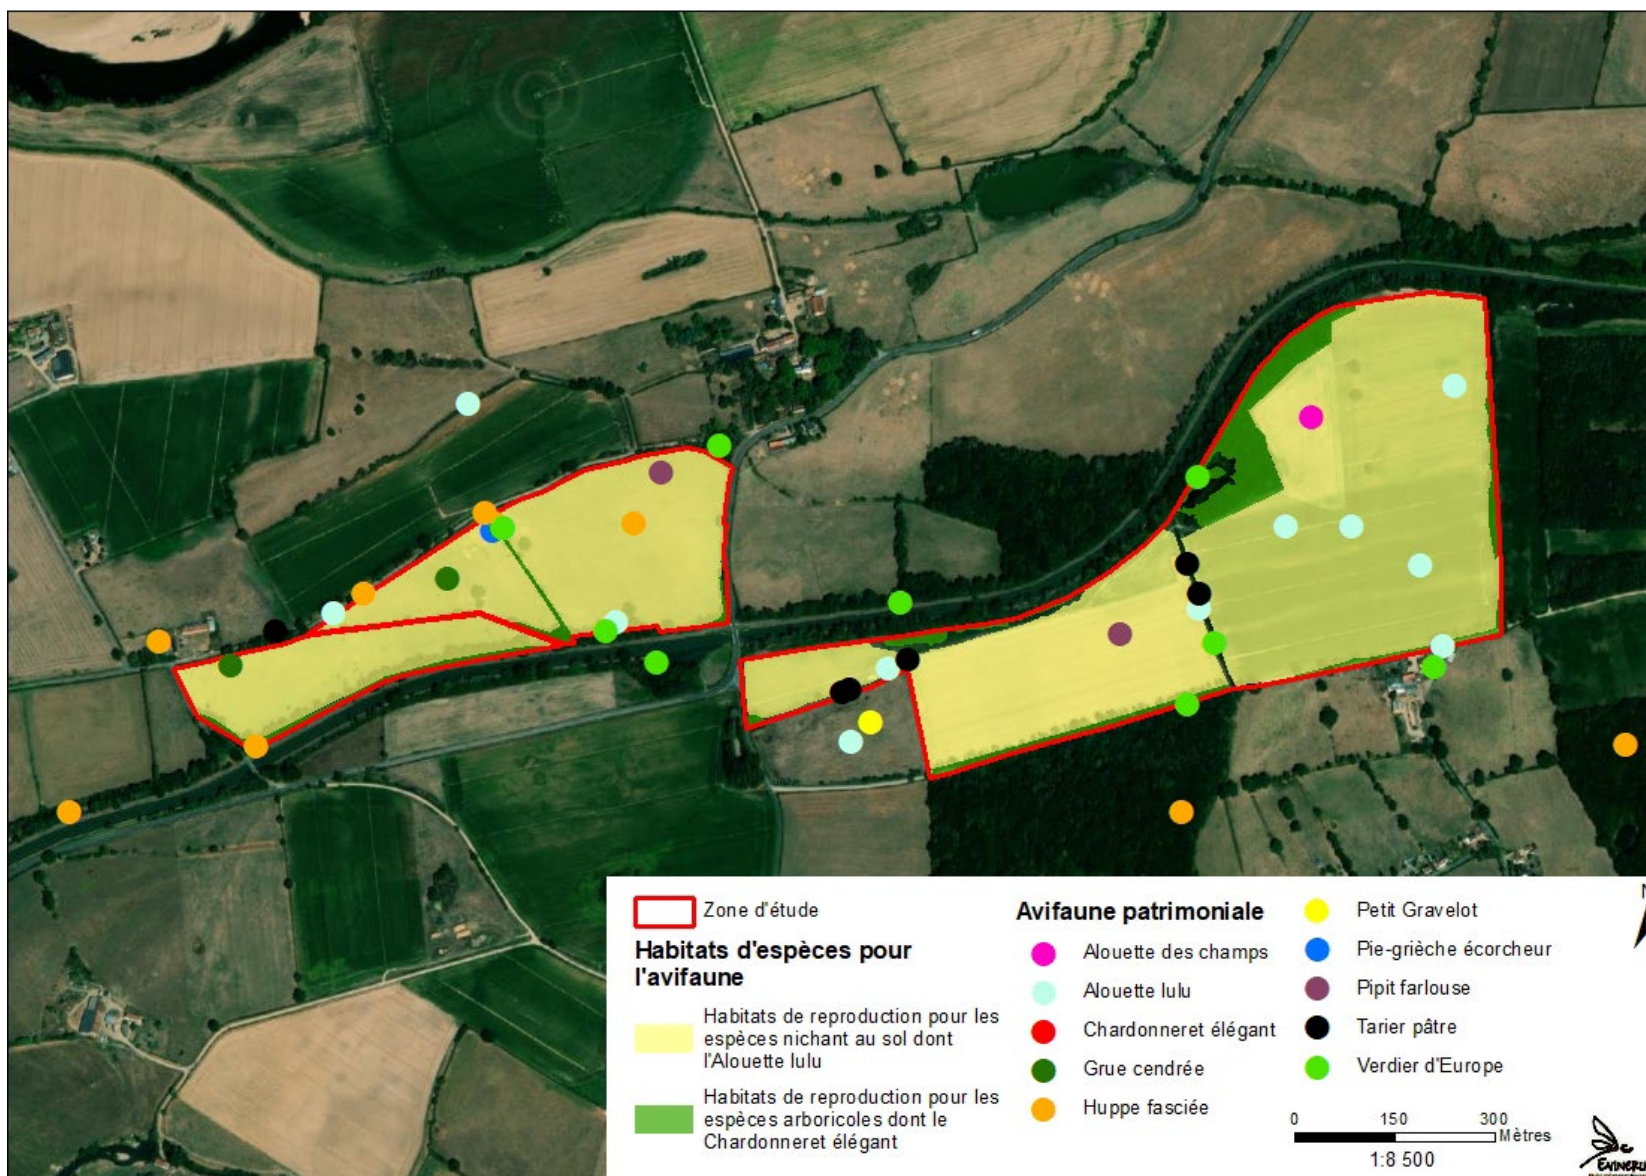 Zone d'étude
Habitats d'espèces pour
l'avifaune
Habitats de reproduction pour les
espèces nichant au sol dont
l'Alouette lulu
Habitats de reproduction pour les
espèces arboricoles dont le
Chardonneret élégant
Avifaune patrimoniale
Alouette des champs
Alouette lulu
Chardonneret élégant
Grue cendrée
Huppe fasciée
Petit Gravelot
Pie-grièche écorcheur
Pipit farlouse
Tarier pâtre
Verdier d'Europe
0 150 300
Mètres
1:8 500